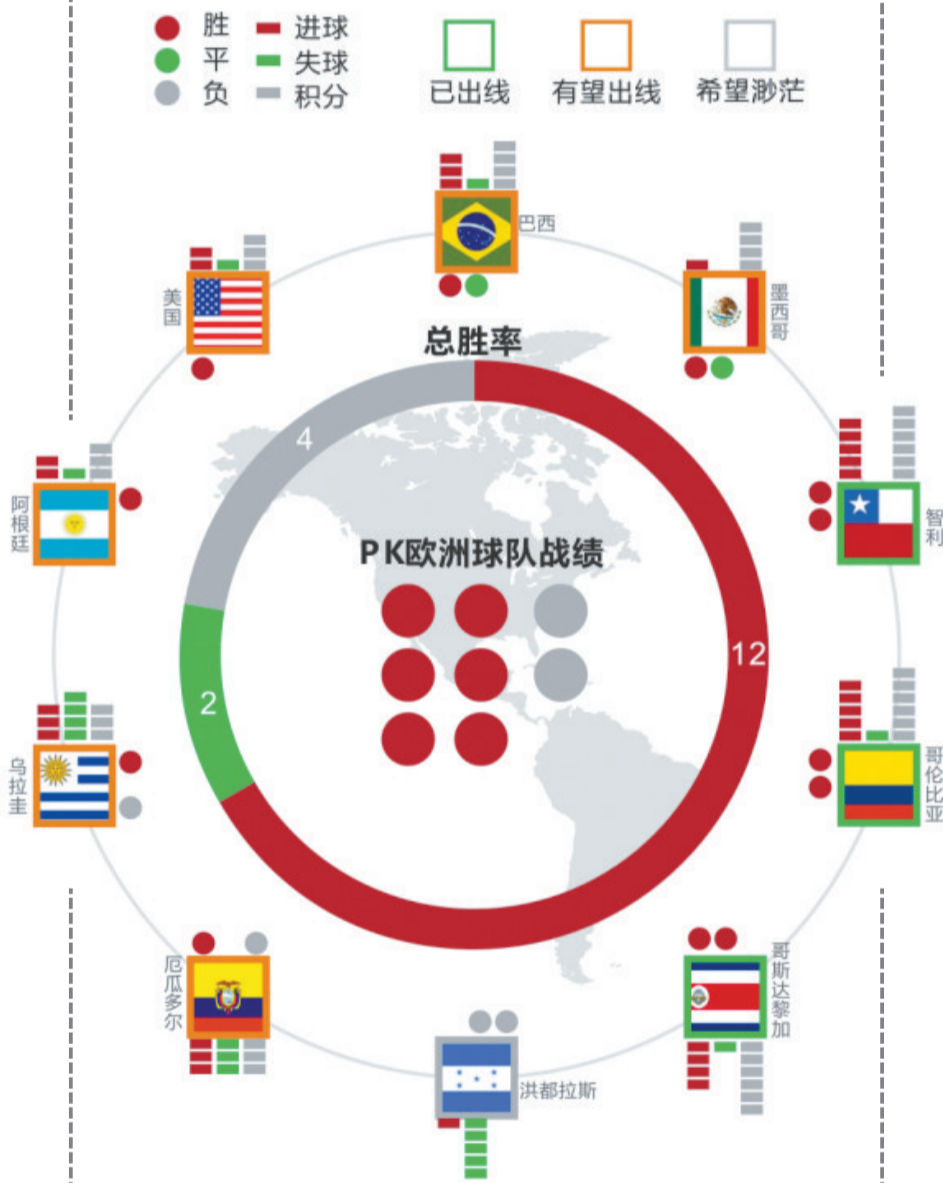 胜 进球
平 失球
负 积分
已出线 有望出线 希望渺茫
巴西
美国
墨西哥
总胜率
4
阿根廷
智利
PK欧洲球队战绩
12
2
乌拉圭
哥伦比亚
厄瓜多尔
哥斯达黎加
洪都拉斯